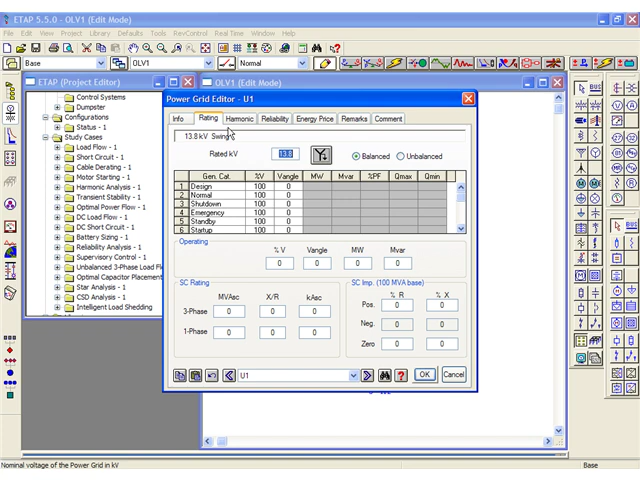 ETAP 5.5.0 - OLV1 (Edit Mode)
File Edit View Project Library Defaults Tools RevControl Real Time Window Help
Base OLV1 Normal
ETAP (Project Editor)
OLV1 (Edit Mode)
Control Systems
Dumpster
Configurations
Status - 1
Study Cases
Load Flow - 1
Short Circuit - 1
Cable Derating - 1
Motor Starting - 1
Harmonic Analysis - 1
Transient Stability - 1
Optimal Power Flow - 1
DC Load Flow - 1
DC Short Circuit - 1
Battery Sizing - 1
Reliability Analysis - 1
Supervisory Control - 1
Unbalanced 3-Phase Load Fl
Optimal Capacitor Placement
Star Analysis - 1
CSD Analysis - 1
Intelligent Load Shedding
Power Grid Editor - U1
Info Rating Harmonic Reliability Energy Price Remarks Comment
13.8 kV Swing
Rated kV 13.8 Balanced Unbalanced
Gen. Cat. %V Vangle MW Mvar %PF Qmax Qmin
1 Design 100 0
2 Normal 100 0
3 Shutdown 100 0
4 Emergency 100 0
5 Standby 100 0
6 Startup 100 0
Operating
% V Vangle MW Mvar
0 0 0 0
SC Rating
MVAsc X/R kAsc
3-Phase 0 0 0
1-Phase 0 0 0
SC Imp. (100 MVA base)
% R % X
Pos. 0 0
Neg. 0 0
Zero 0 0
U1 OK Cancel
BUS
BUS
Nominal voltage of the Power Grid in kV
Base